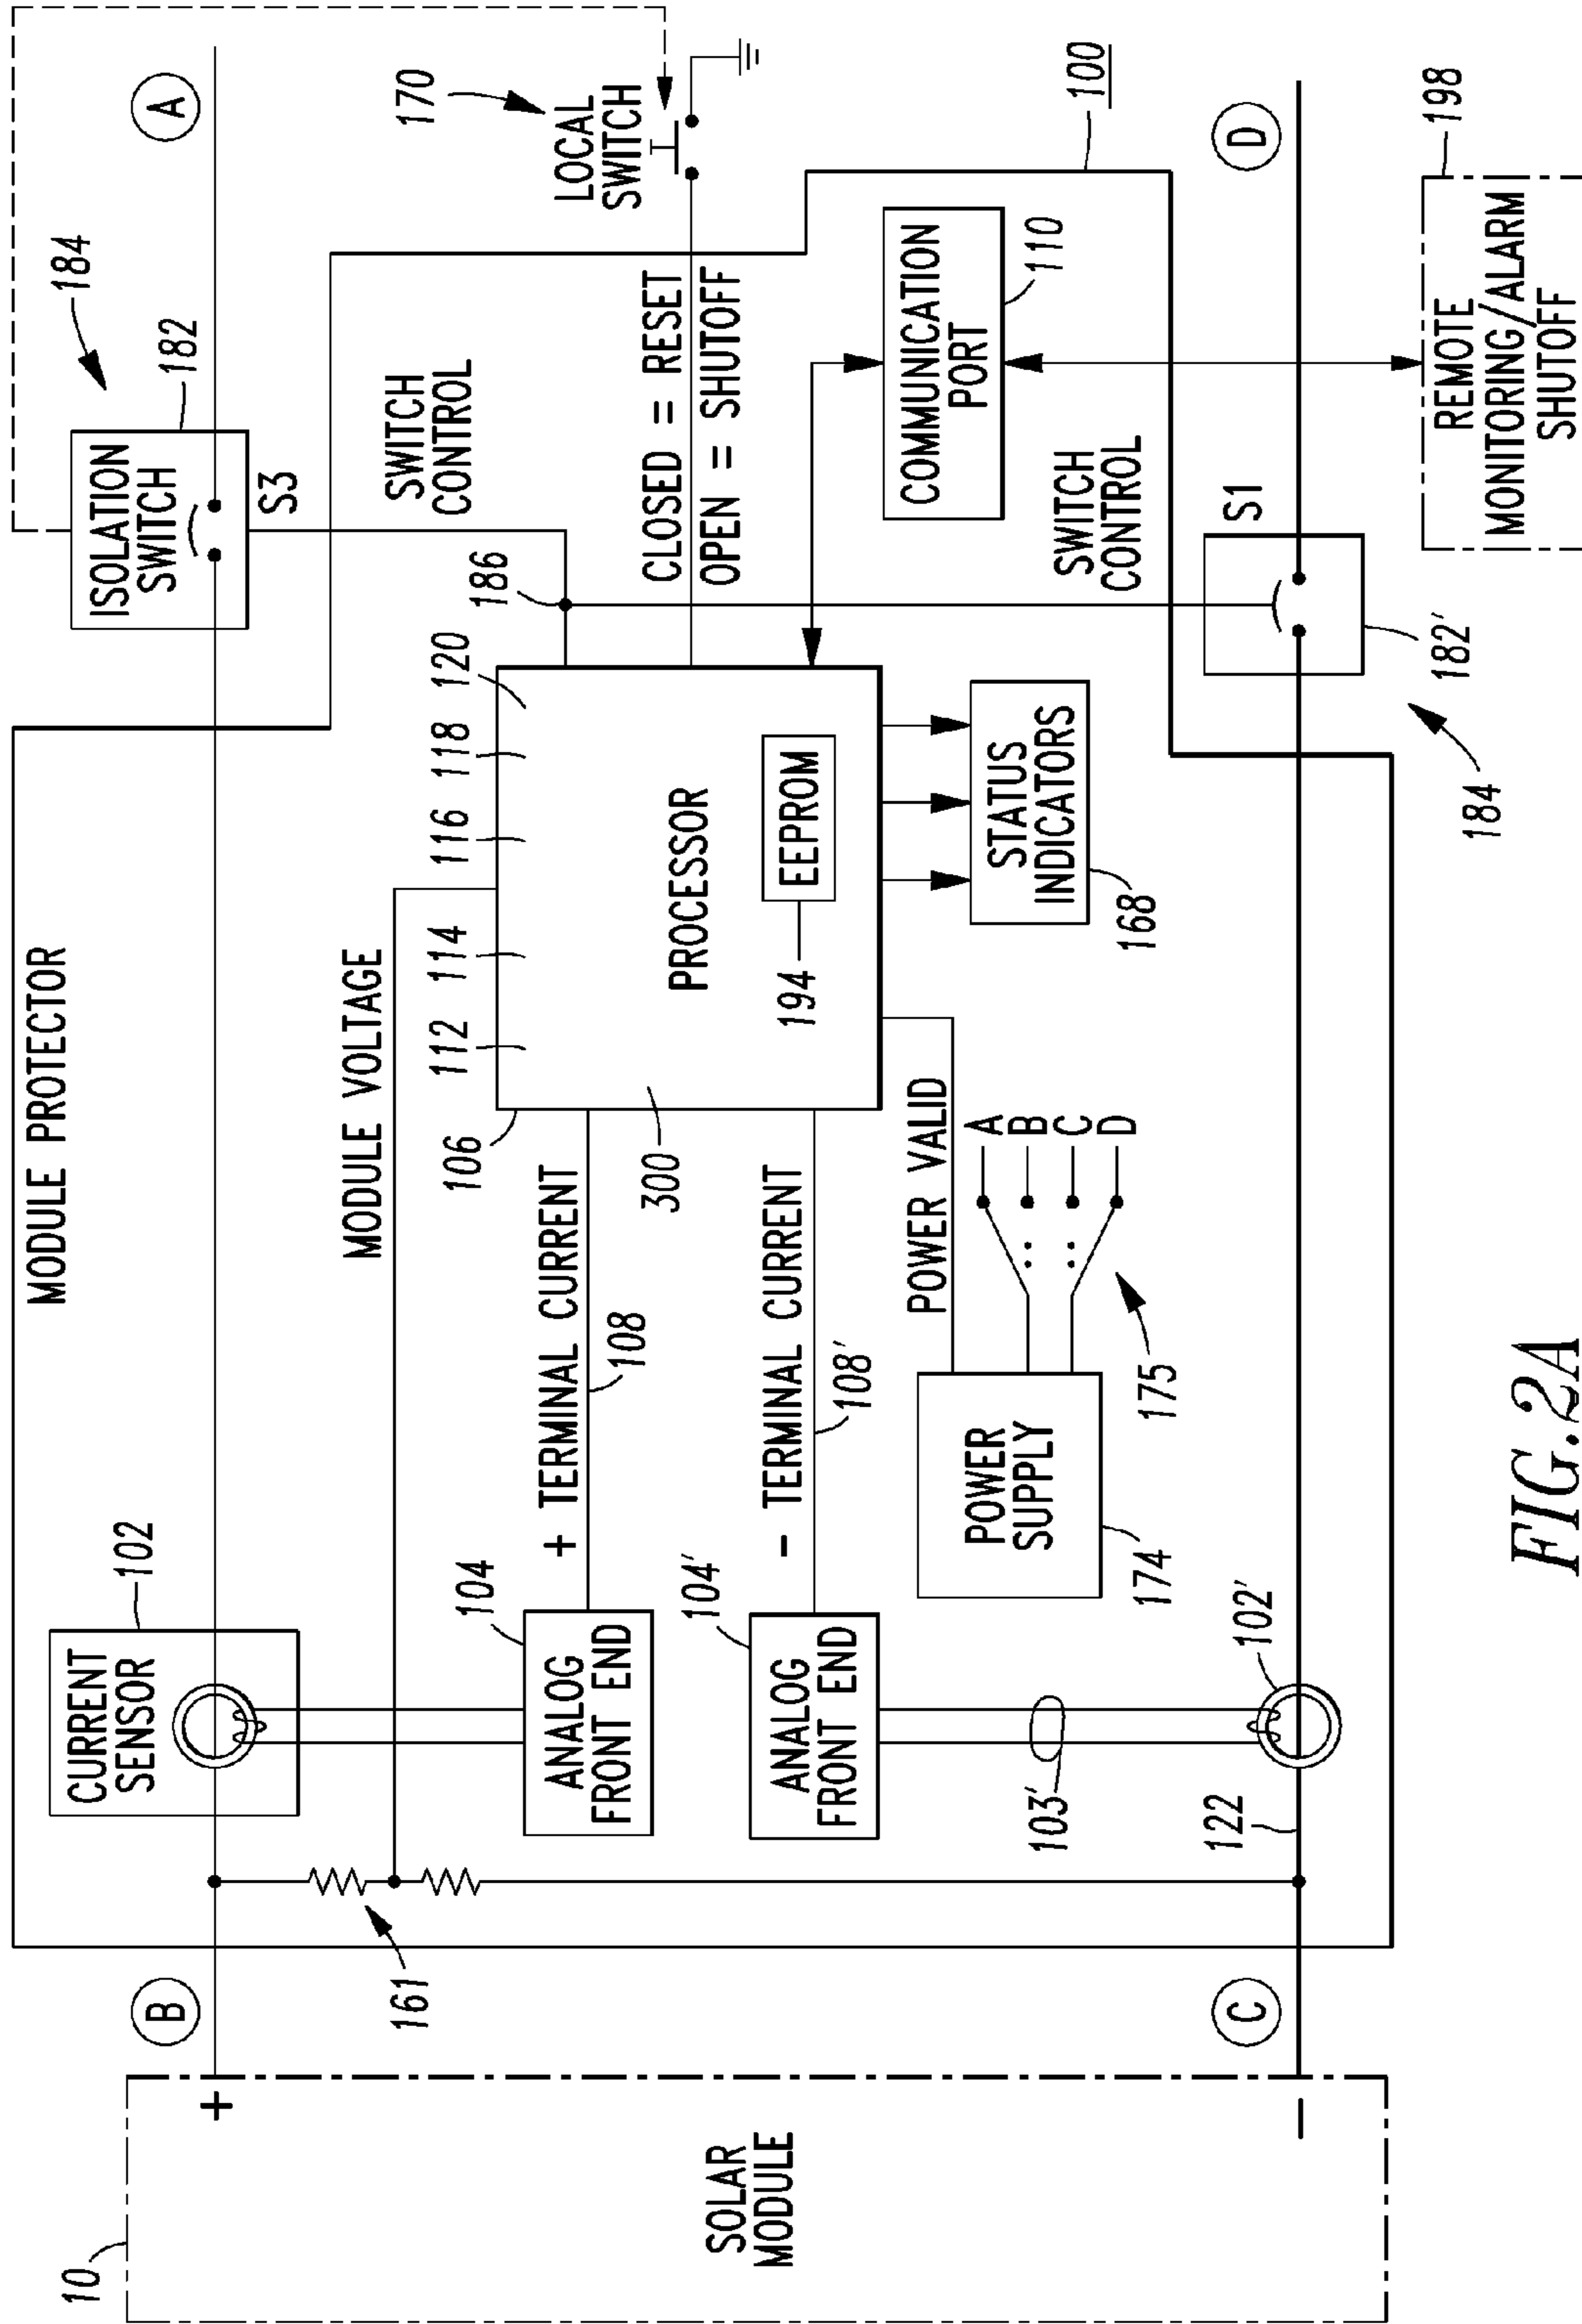 10
SOLAR
MODULE
+
−
B
C
MODULE PROTECTOR
161
CURRENT
SENSOR
102
MODULE VOLTAGE
ANALOG
FRONT END
104
+ TERMINAL CURRENT
108
ANALOG
FRONT END
104'
− TERMINAL CURRENT
108'
103'
122
102'
POWER
SUPPLY
174
POWER VALID
A
B
C
D
175
106
300
112
114
116
118
120
PROCESSOR
EEPROM
194
STATUS
INDICATORS
168
186
SWITCH
CONTROL
ISOLATION
SWITCH
182
S3
184
A
CLOSED = RESET
OPEN = SHUTOFF
LOCAL
SWITCH
170
COMMUNICATION
PORT
110
100
SWITCH
CONTROL
S1
182'
184
D
198
REMOTE
MONITORING/ALARM
SHUTOFF
FIG.2A